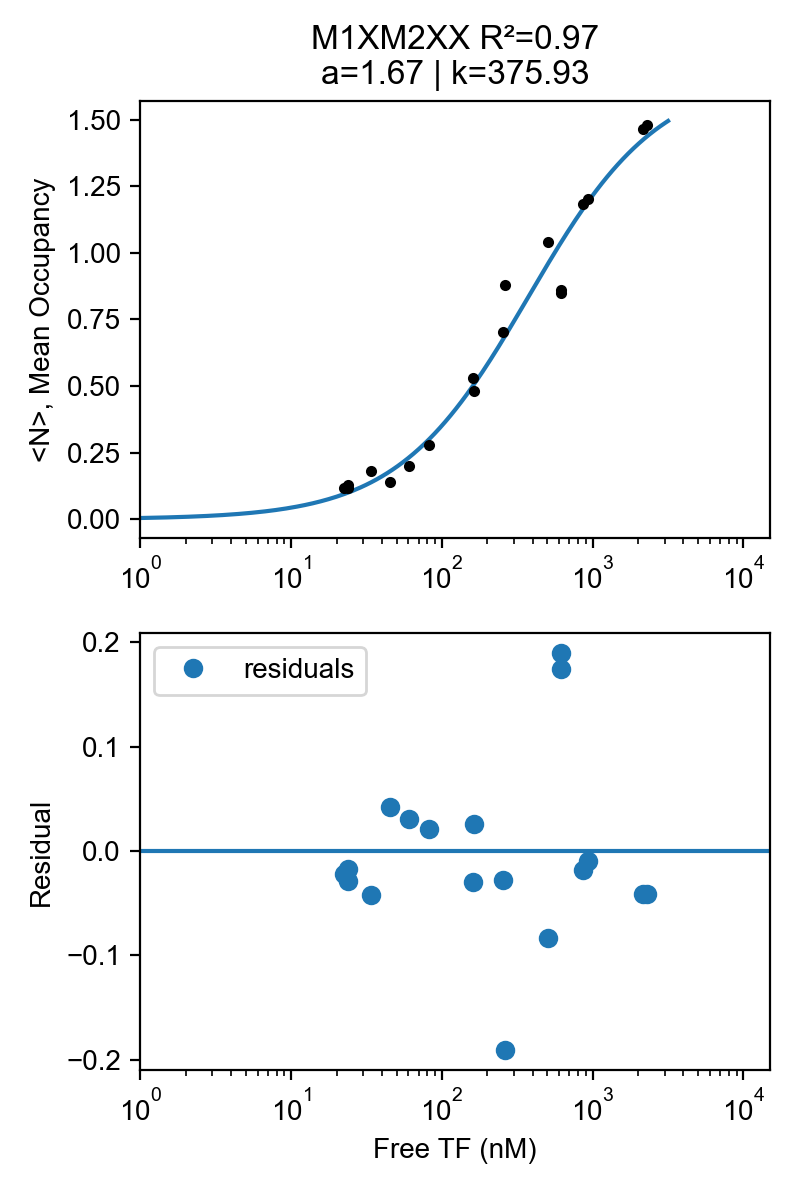 M1XM2XX R²=0.97
a=1.67 | k=375.93
<N>, Mean Occupancy
1.50
1.25
1.00
0.75
0.50
0.25
0.00
10⁰ 10¹ 10² 10³ 10⁴
residuals
Residual
0.2
0.1
0.0
−0.1
−0.2
10⁰ 10¹ 10² 10³ 10⁴
Free TF (nM)